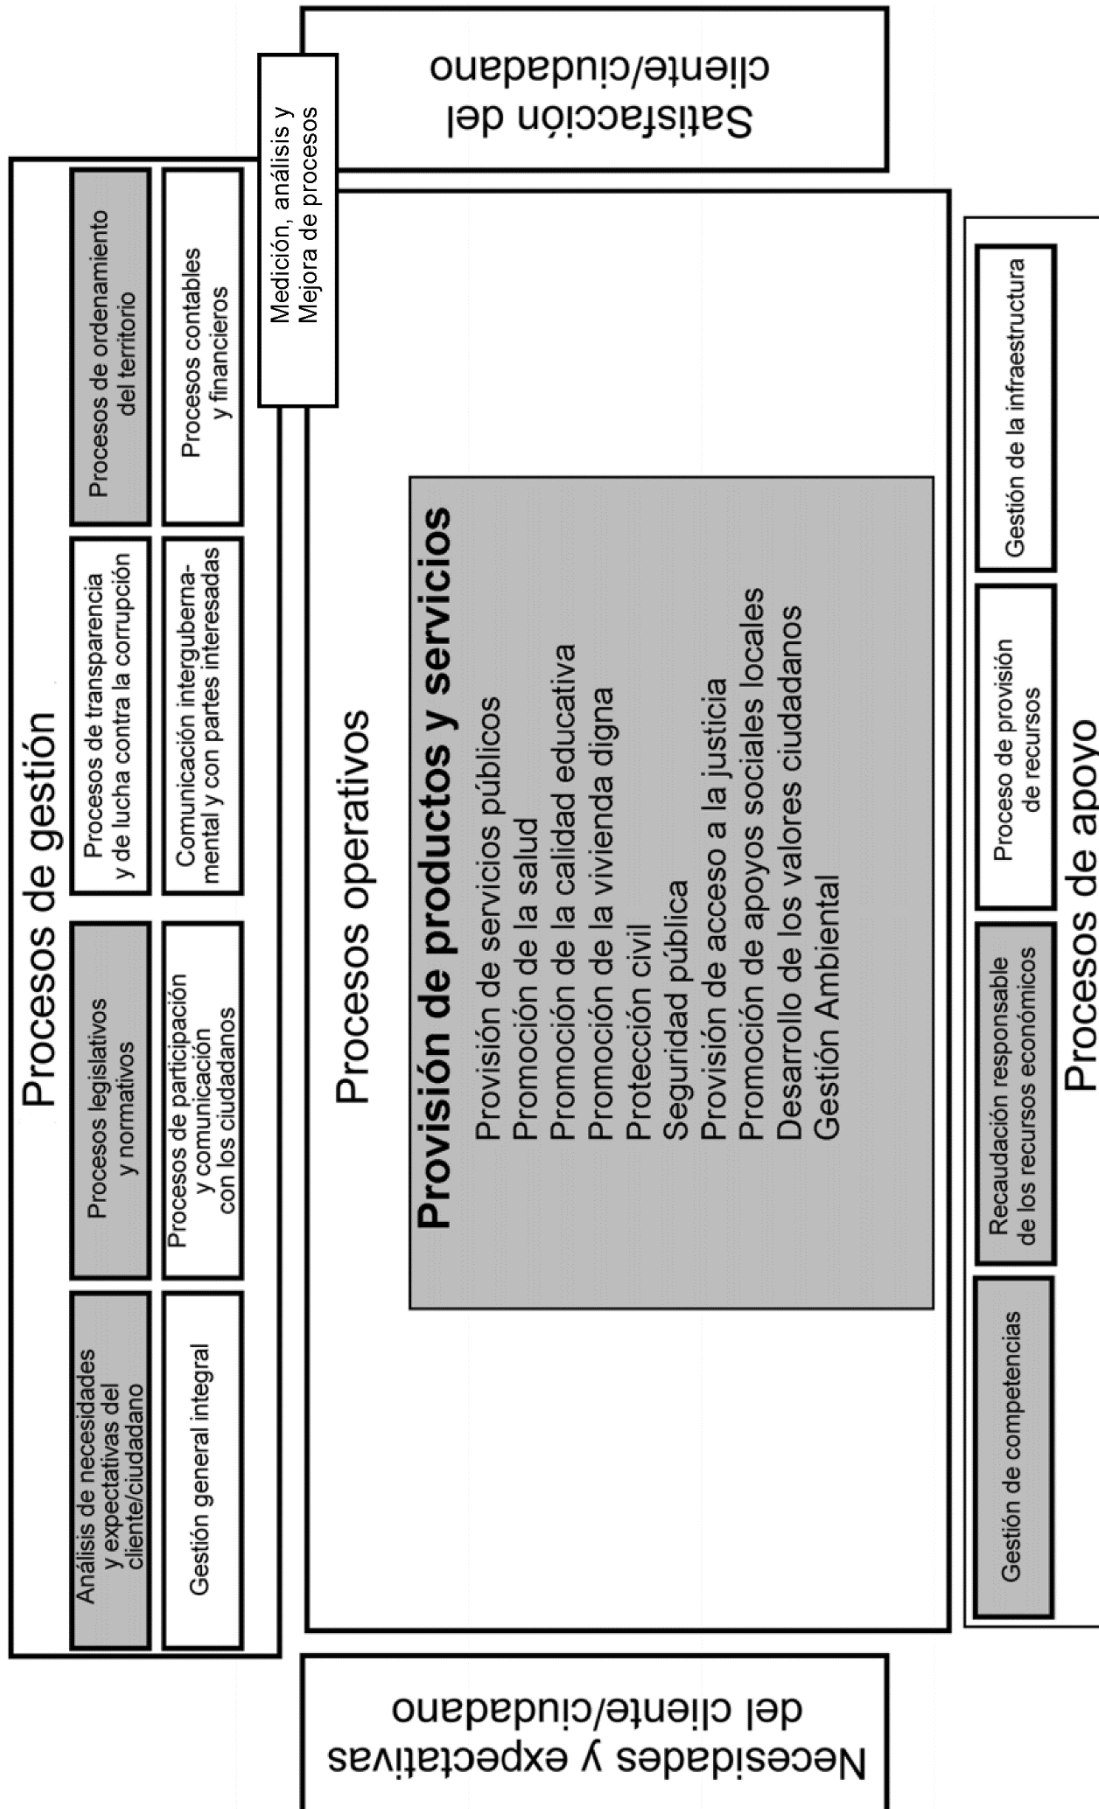 Procesos de gestión
Análisis de necesidades
y expectativas del
cliente/ciudadano
Procesos legislativos
y normativos
Procesos de transparencia
y de lucha contra la corrupción
Procesos de ordenamiento
del territorio
Gestión general integral
Procesos de participación
y comunicación
con los ciudadanos
Comunicación interguberna-
mental y con partes interesadas
Procesos contables
y financieros
Medición, análisis y
Mejora de procesos
Necesidades y expectativas
del cliente/ciudadano
Procesos operativos
Provisión de productos y servicios
Provisión de servicios públicos
Promoción de la salud
Promoción de la calidad educativa
Promoción de la vivienda digna
Protección civil
Seguridad pública
Provisión de acceso a la justicia
Promoción de apoyos sociales locales
Desarrollo de los valores ciudadanos
Gestión Ambiental
Satisfacción del
cliente/ciudadano
Gestión de competencias
Recaudación responsable
de los recursos económicos
Proceso de provisión
de recursos
Gestión de la infraestructura
Procesos de apoyo